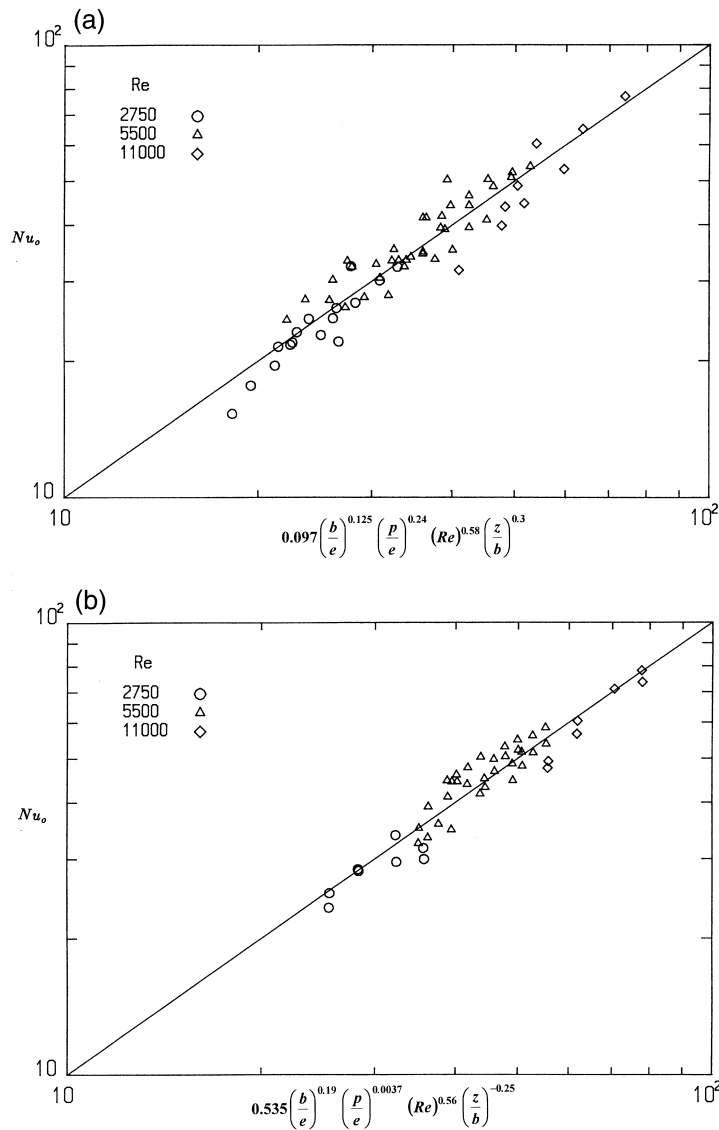 (a)
10²
Re
2750
5500
11000
Nuₒ
10
10 10²
0.097 (b/e)^0.125 (p/e)^0.24 (Re)^0.58 (z/b)^0.3
(b)
10²
Re
2750
5500
11000
Nuₒ
10
10 10²
0.535 (b/e)^0.19 (p/e)^0.0037 (Re)^0.56 (z/b)^−0.25